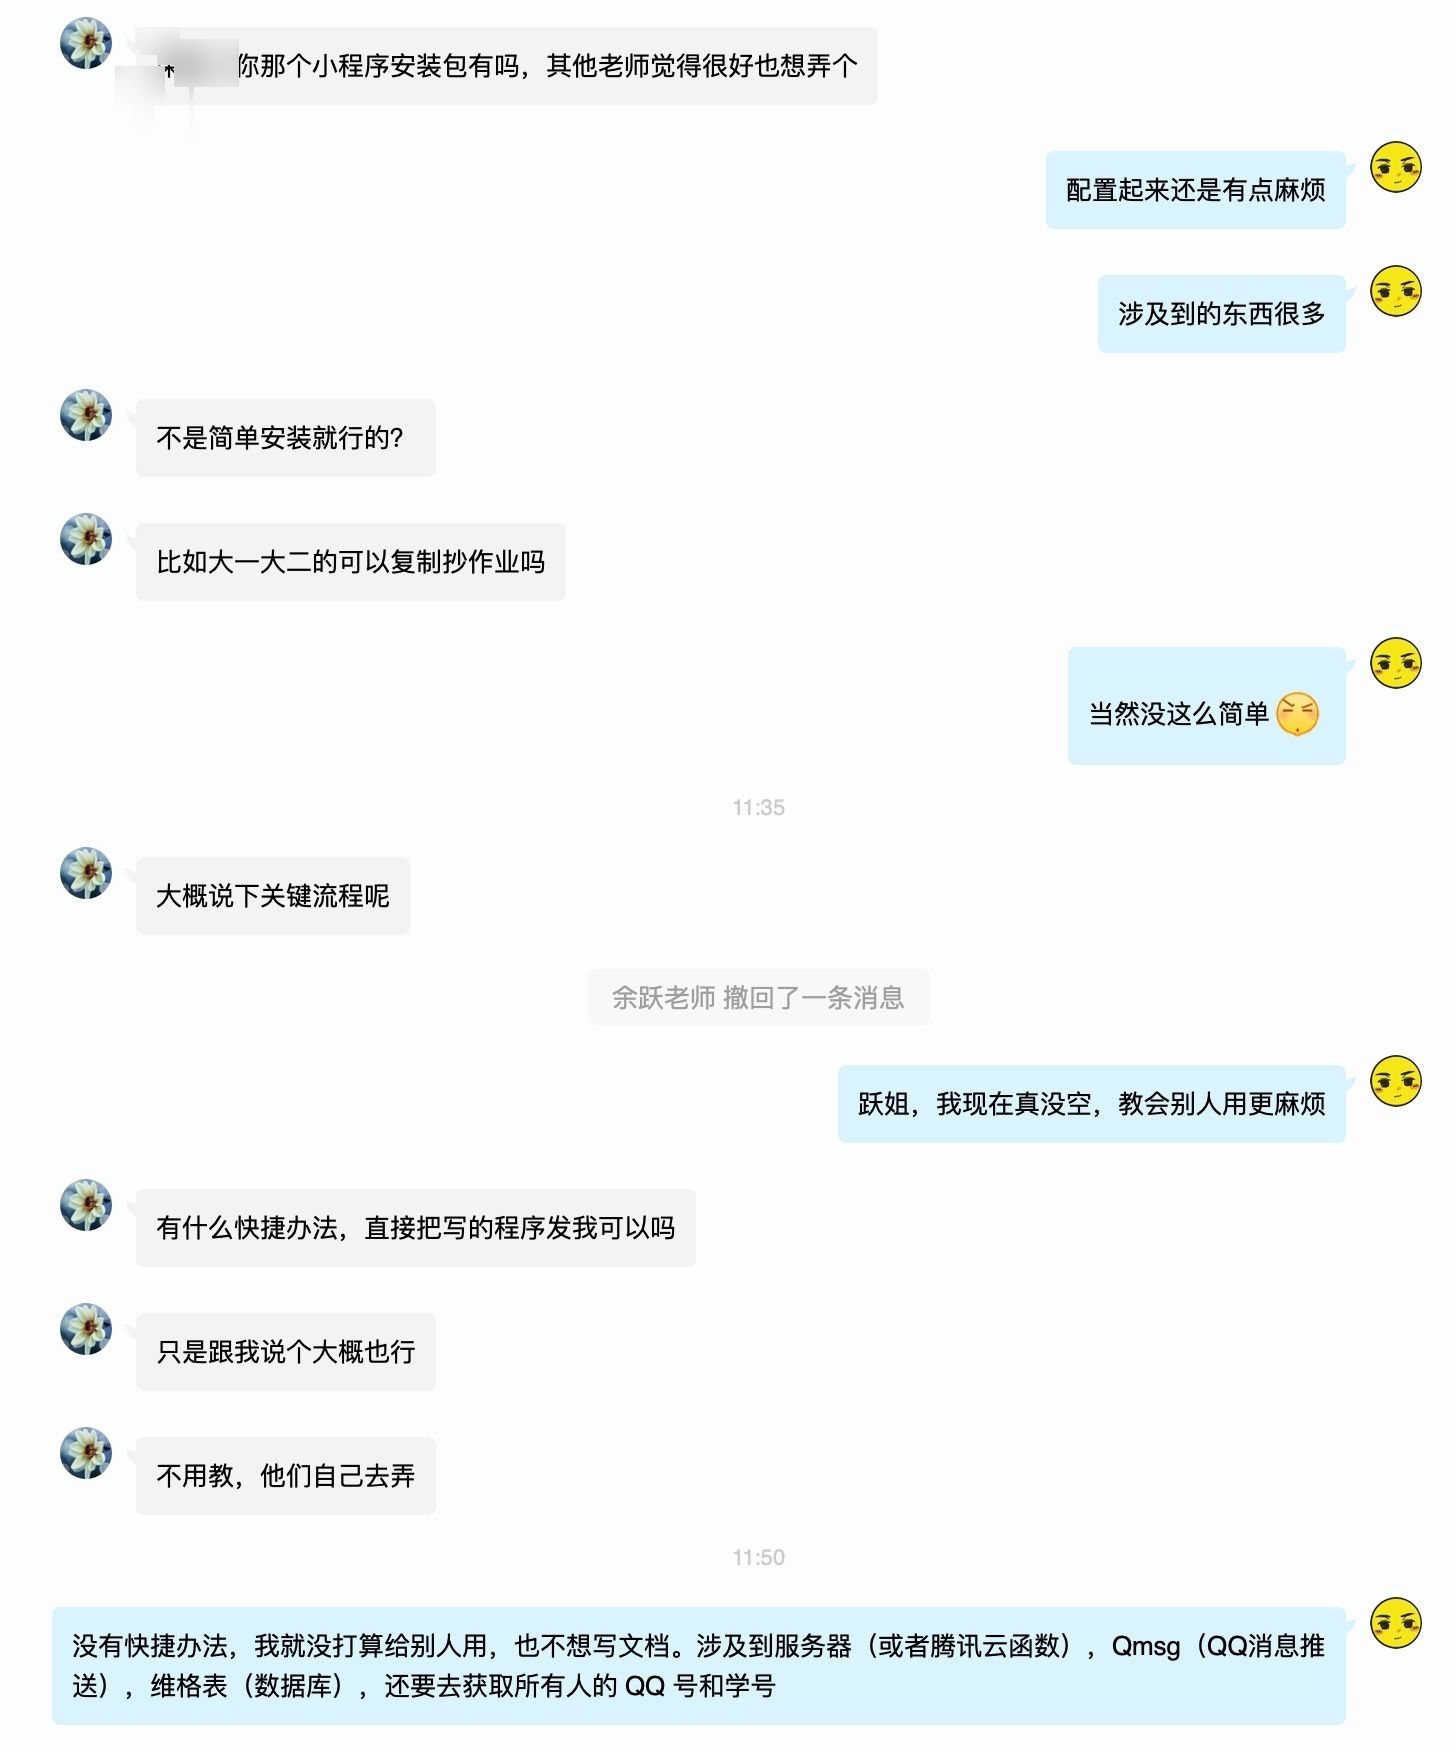 你那个小程序安装包有吗，其他老师觉得很好也想弄个
配置起来还是有点麻烦
涉及到的东西很多
不是简单安装就行的？
比如大一大二的可以复制抄作业吗
当然没这么简单
11:35
大概说下关键流程呢
余跃老师 撤回了一条消息
跃姐，我现在真没空，教会别人用更麻烦
有什么快捷办法，直接把写的程序发我可以吗
只是跟我说个大概也行
不用教，他们自己去弄
11:50
没有快捷办法，我就没打算给别人用，也不想写文档。涉及到服务器（或者腾讯云函数），Qmsg（QQ消息推
送），维格表（数据库），还要去获取所有人的 QQ 号和学号